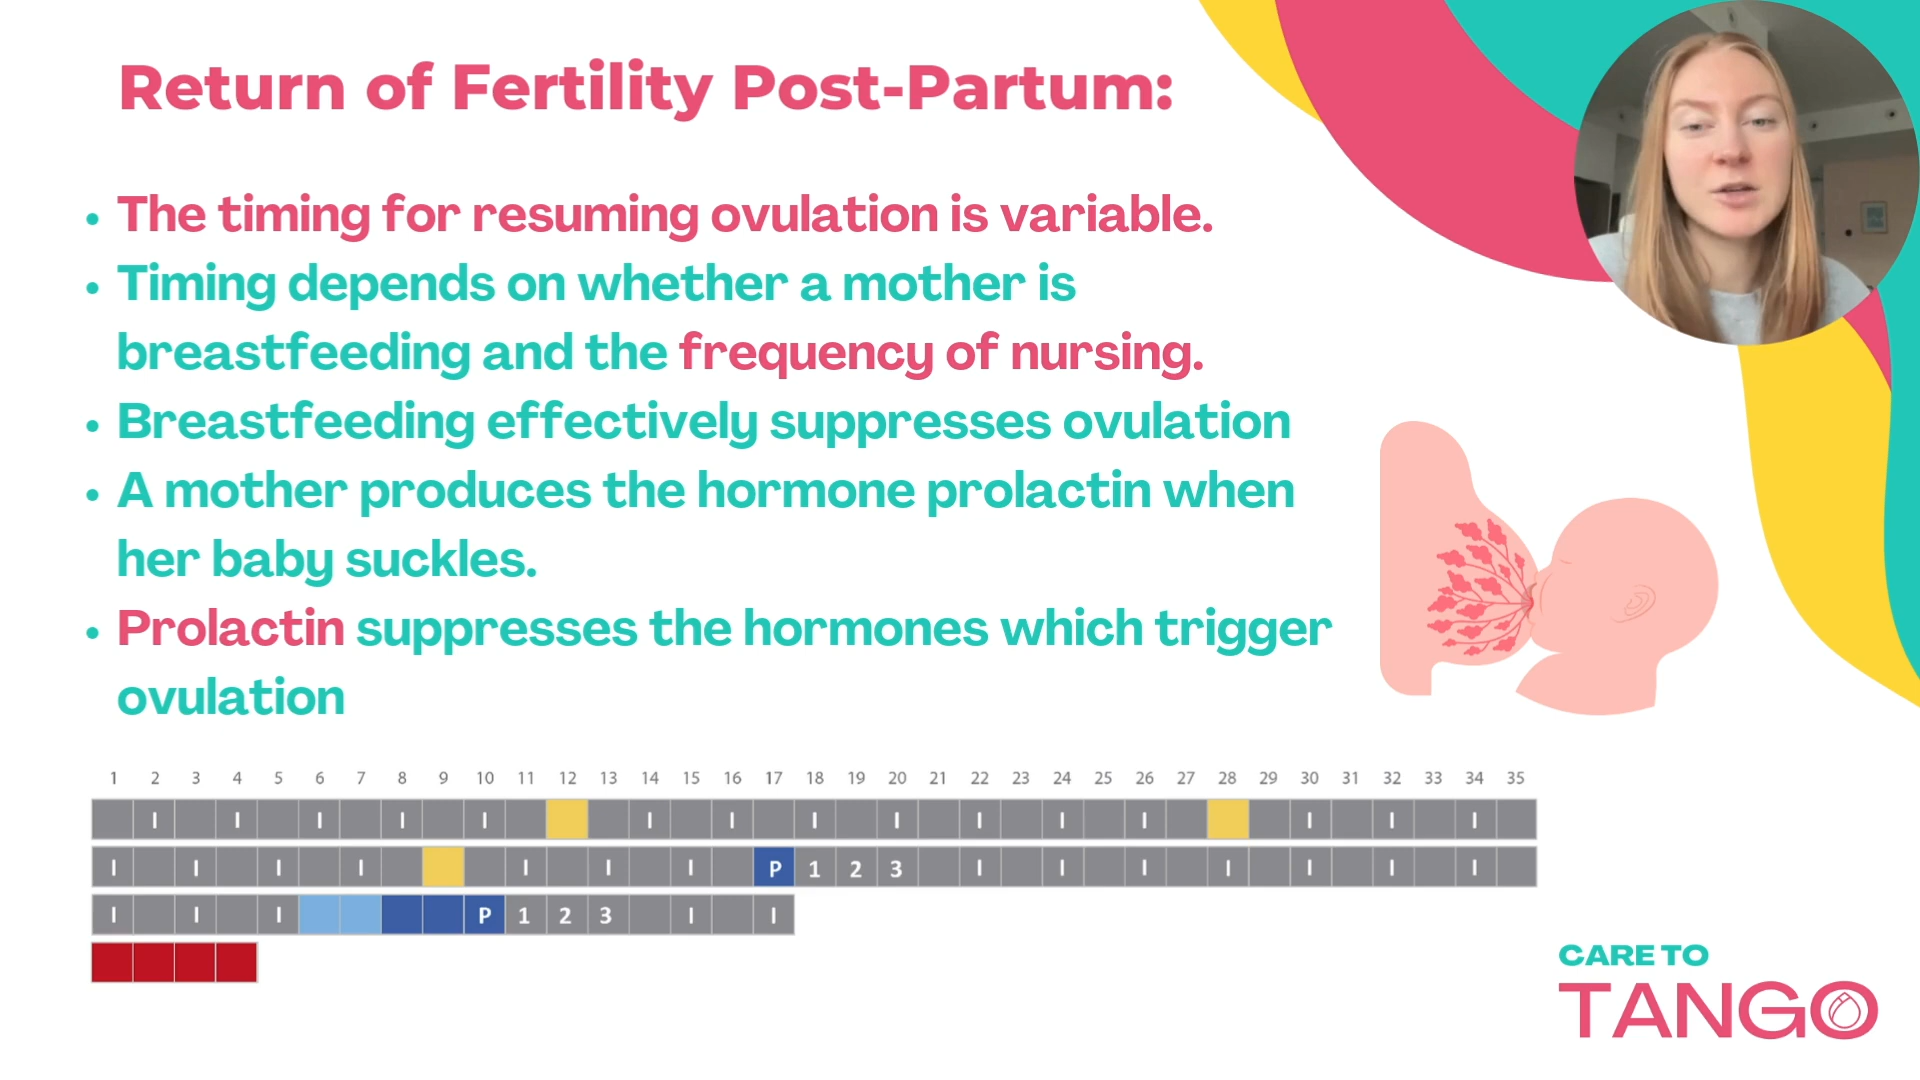 Return of Fertility Post-Partum:
• The timing for resuming ovulation is variable.
• Timing depends on whether a mother is
breastfeeding and the frequency of nursing.
• Breastfeeding effectively suppresses ovulation
• A mother produces the hormone prolactin when
her baby suckles.
• Prolactin suppresses the hormones which trigger
ovulation
1 2 3 4 5 6 7 8 9 10 11 12 13 14 15 16 17 18 19 20 21 22 23 24 25 26 27 28 29 30 31 32 33 34 35
I I I I I I I I I I I I I I I
I I I I I I I P 1 2 3 I I I I I I I
I I I P 1 2 3 I I
CARE TO
TANGO